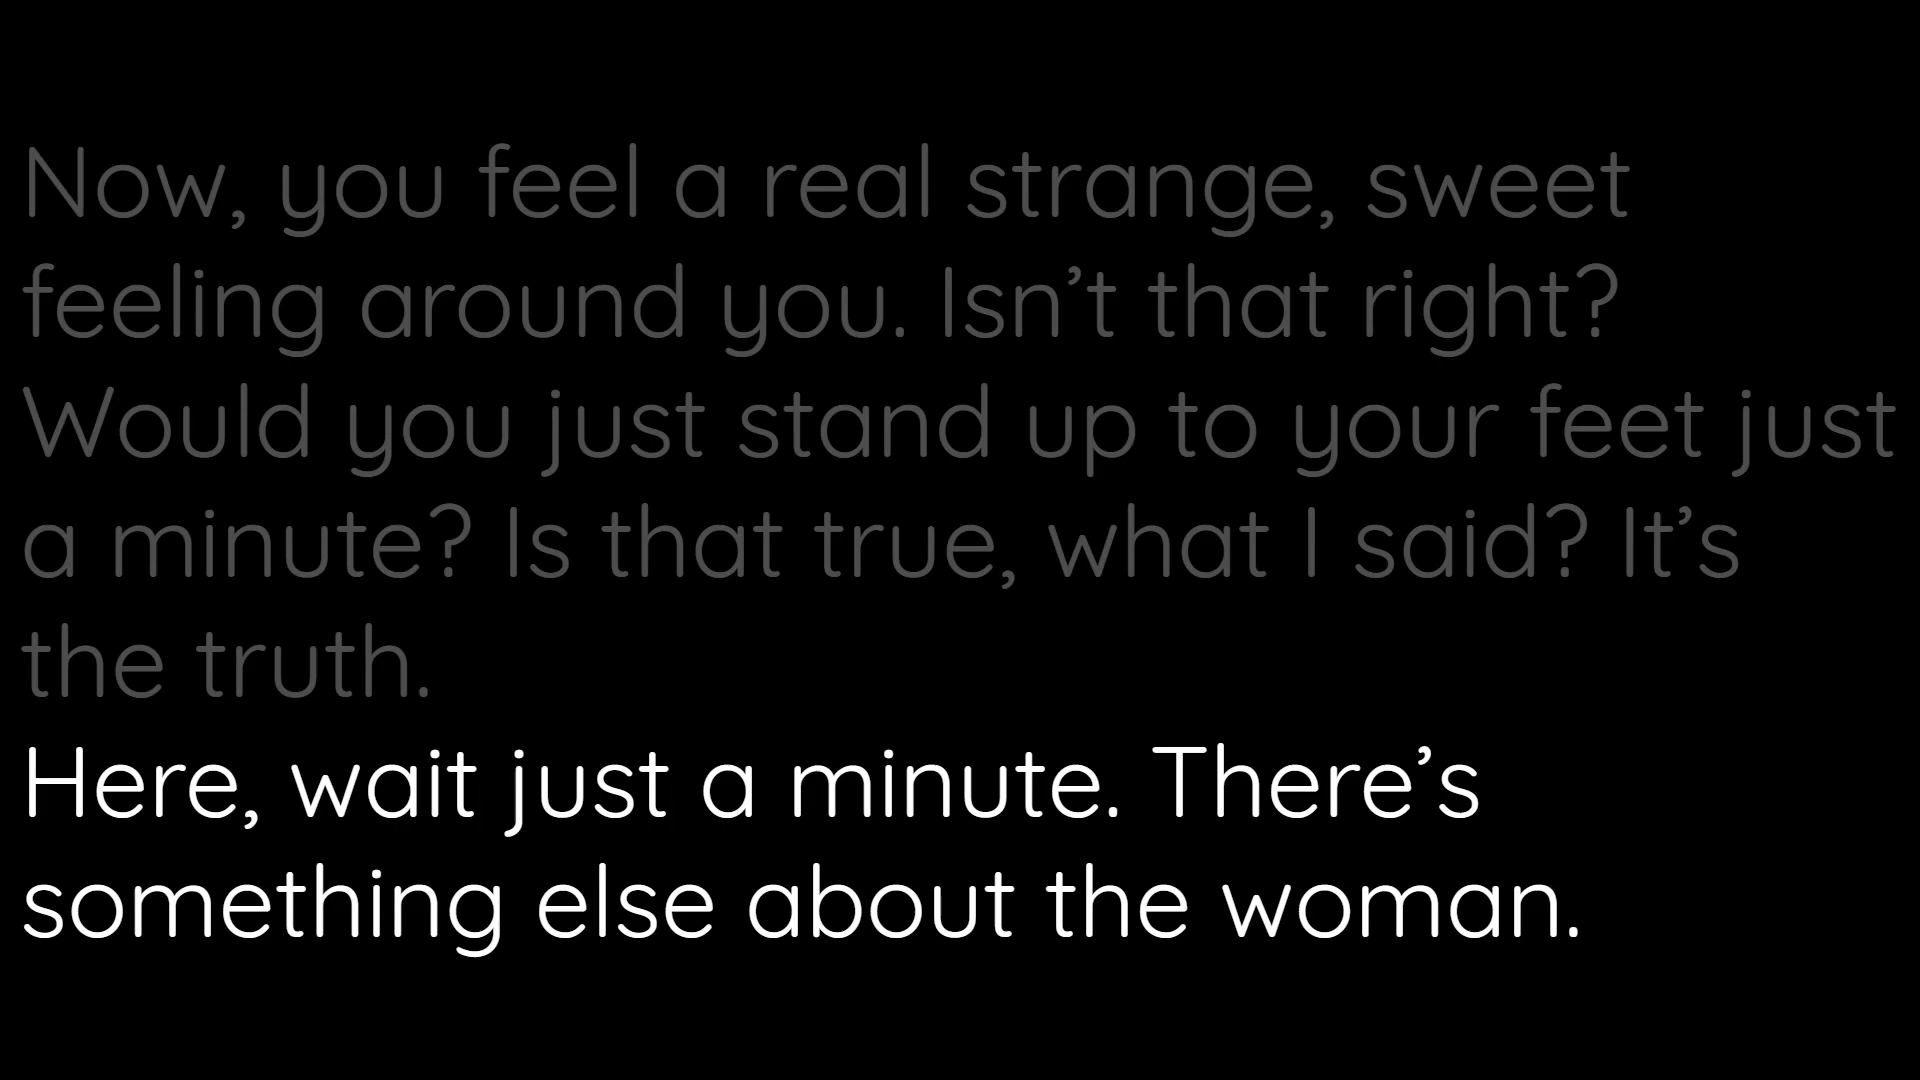 Now, you feel a real strange, sweet
feeling around you. Isn’t that right?
Would you just stand up to your feet just
a minute? Is that true, what I said? It’s
the truth.
Here, wait just a minute. There’s
something else about the woman.